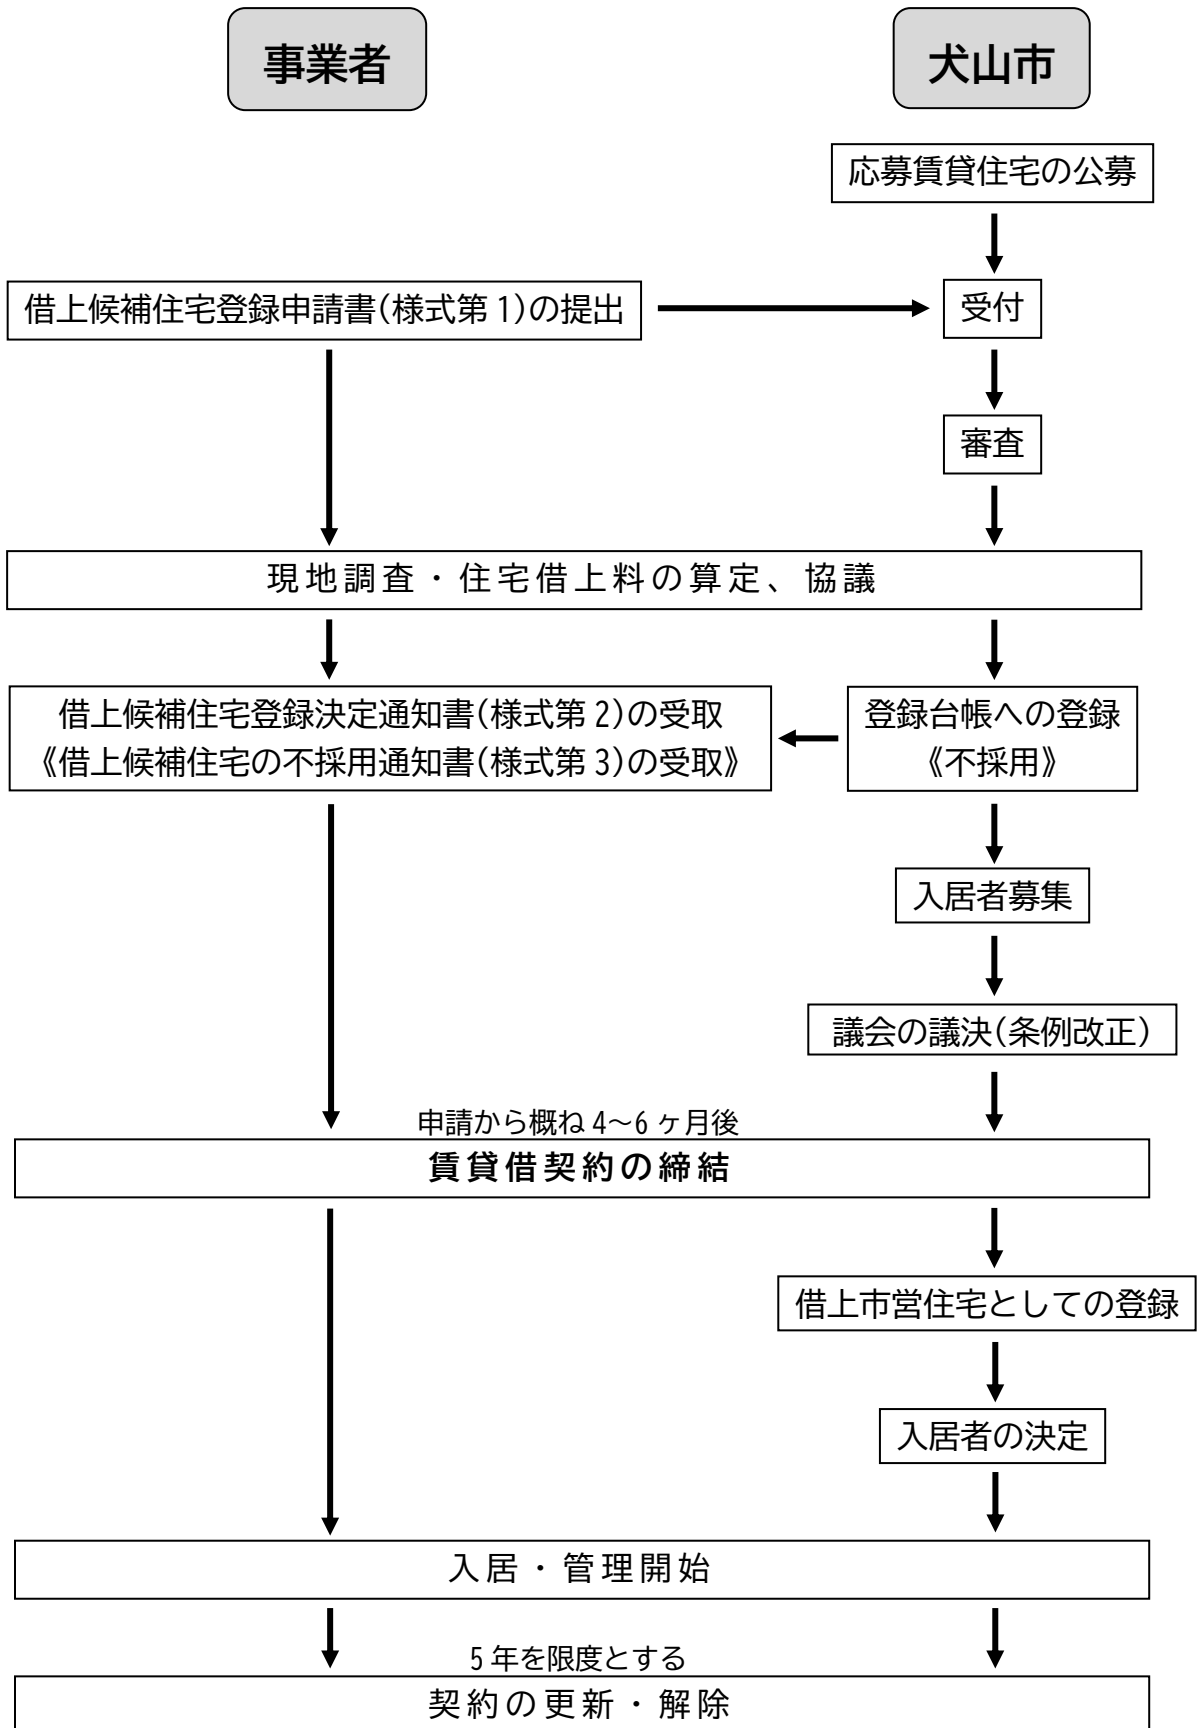 事業者
犬山市
応募賃貸住宅の公募
借上候補住宅登録申請書(様式第1)の提出
受付
審査
現地調査・住宅借上料の算定、協議
借上候補住宅登録決定通知書(様式第2)の受取
《借上候補住宅の不採用通知書(様式第3)の受取》
登録台帳への登録
《不採用》
入居者募集
議会の議決(条例改正)
申請から概ね4～6ヶ月後
賃貸借契約の締結
借上市営住宅としての登録
入居者の決定
入居・管理開始
5年を限度とする
契約の更新・解除